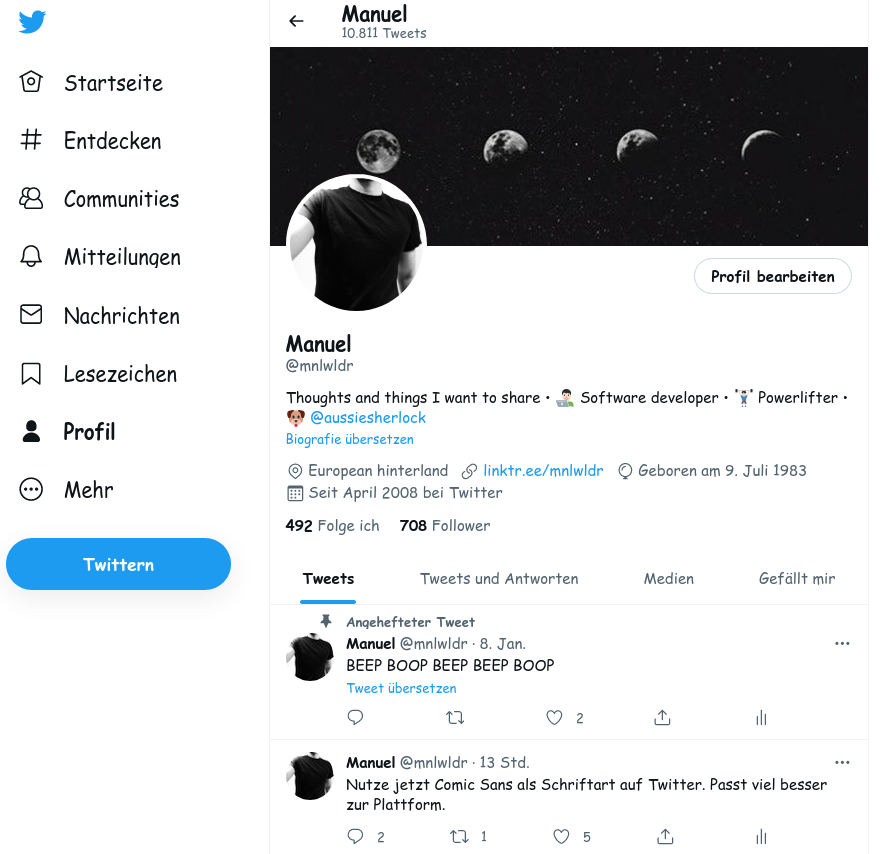 Manuel
10.811 Tweets
Startseite
Entdecken
Communities
Mitteilungen
Nachrichten
Lesezeichen
Profil
Mehr
Twittern
Profil bearbeiten
Manuel
@mnlwldr
Thoughts and things I want to share • 👨🏻‍💻 Software developer • 🏋🏻‍♂️ Powerlifter •
🐶 @aussiesherlock
Biografie übersetzen
European hinterland linktr.ee/mnlwldr Geboren am 9. Juli 1983
Seit April 2008 bei Twitter
492 Folge ich 708 Follower
Tweets Tweets und Antworten Medien Gefällt mir
Angehefteter Tweet
Manuel @mnlwldr · 8. Jan.
BEEP BOOP BEEP BEEP BOOP
Tweet übersetzen
2
Manuel @mnlwldr · 13 Std.
Nutze jetzt Comic Sans als Schriftart auf Twitter. Passt viel besser
zur Plattform.
2 1 5